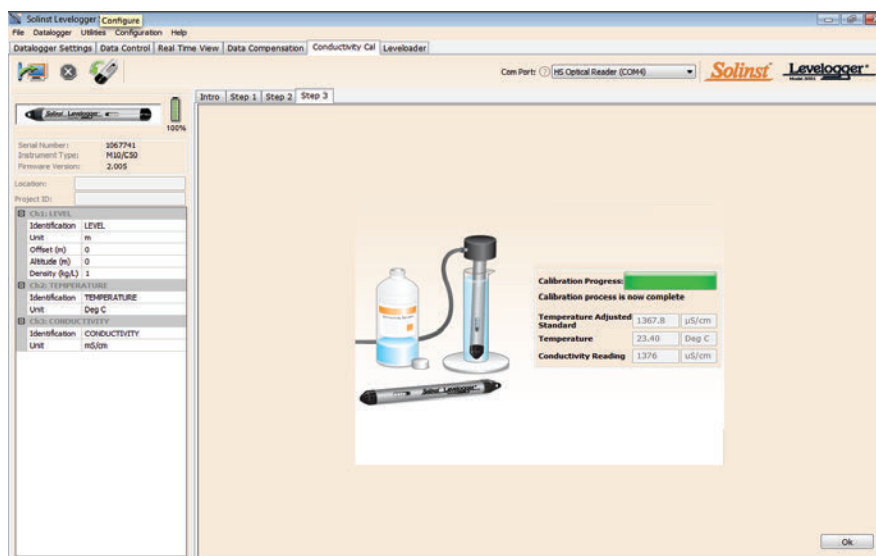 Solinst Levelogger Configure
File Datalogger Utilities Configuration Help
Datalogger Settings Data Control Real Time View Data Compensation Conductivity Cal Leveloader
Com Port: HS Optical Reader (COM4) Solinst Levelogger
Intro Step 1 Step 2 Step 3
Solinst Levelogger
100%
Serial Number: 1067741
Instrument Type: M10/C50
Firmware Version: 2.005
Location:
Project ID:
Ch1: LEVEL
Identification LEVEL
Unit m
Offset (m) 0
Altitude (m) 0
Density (kg/L) 1
Ch2: TEMPERATURE
Identification TEMPERATURE
Unit Deg C
Ch3: CONDUCTIVITY
Identification CONDUCTIVITY
Unit mS/cm
Calibration Progress:
Calibration process is now complete
Temperature Adjusted
Standard 1367.8 µS/cm
Temperature 23.40 Deg C
Conductivity Reading 1376 uS/cm
Solinst Levelogger
Ok